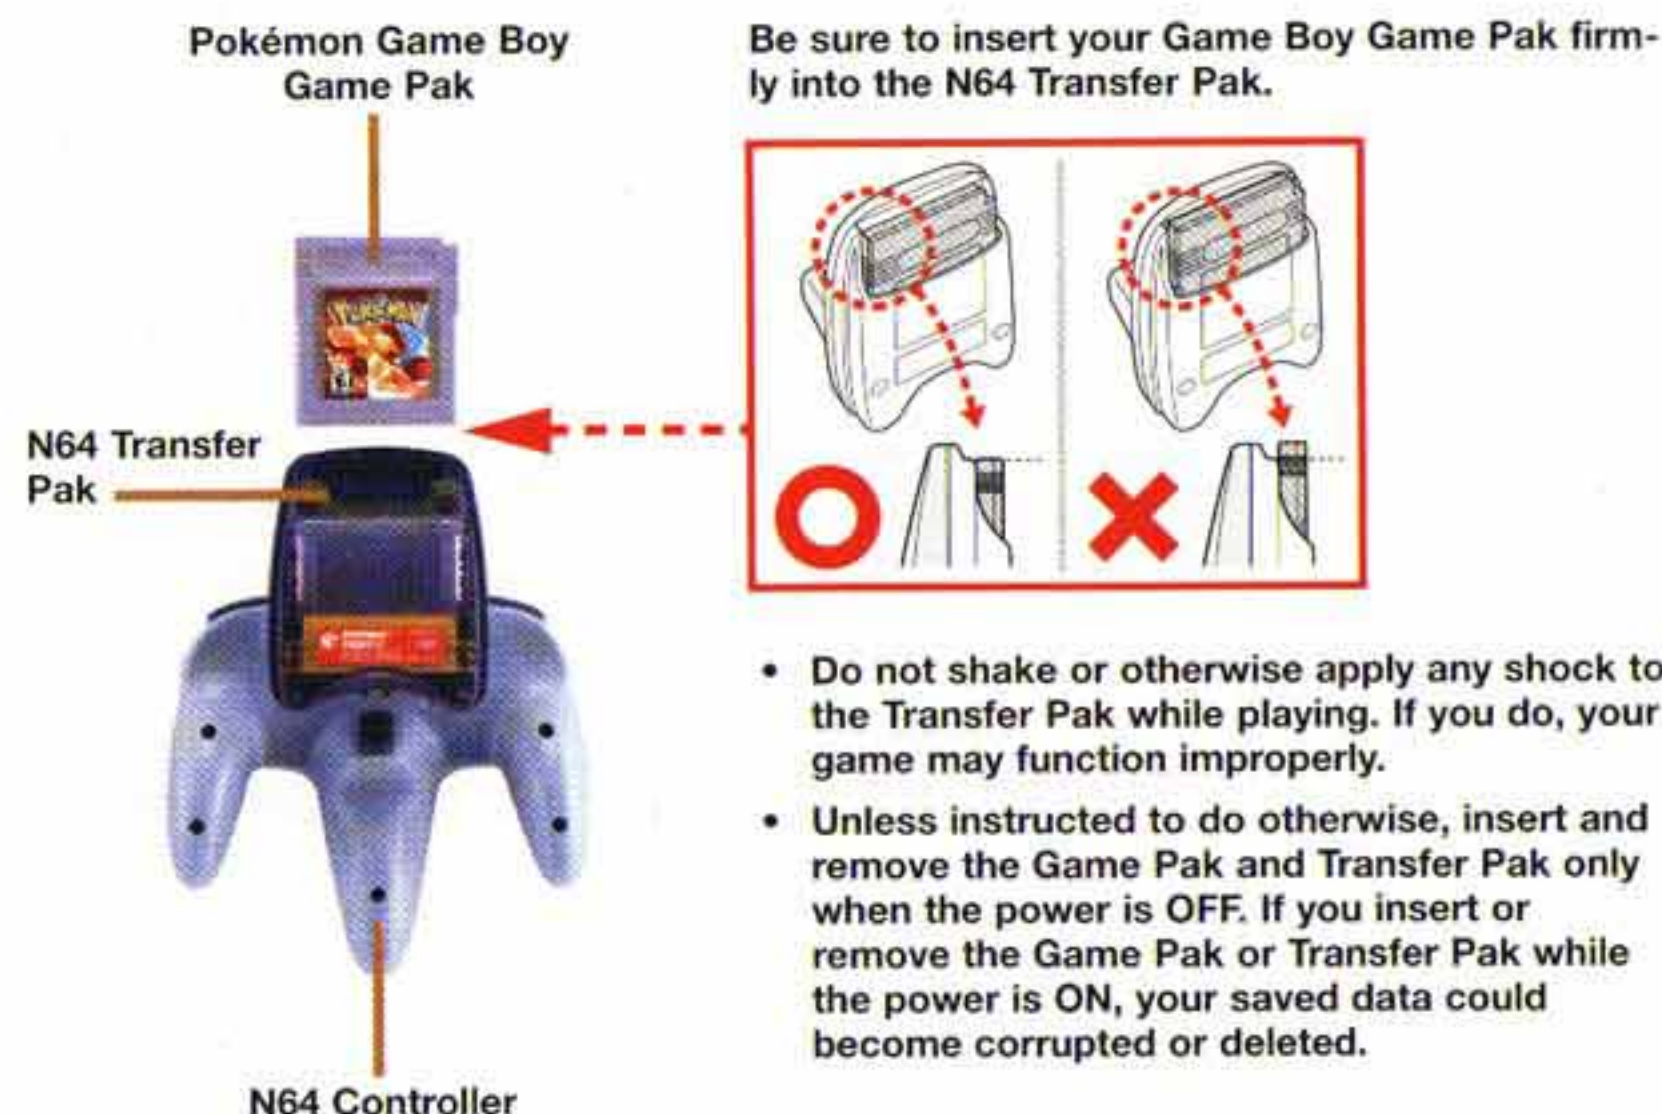 Pokémon Game Boy
Game Pak
Be sure to insert your Game Boy Game Pak firm-
ly into the N64 Transfer Pak.
POKéMON
E
N64 Transfer
Pak
• Do not shake or otherwise apply any shock to
the Transfer Pak while playing. If you do, your
game may function improperly.
• Unless instructed to do otherwise, insert and
remove the Game Pak and Transfer Pak only
when the power is OFF. If you insert or
remove the Game Pak or Transfer Pak while
the power is ON, your saved data could
become corrupted or deleted.
N64 Controller